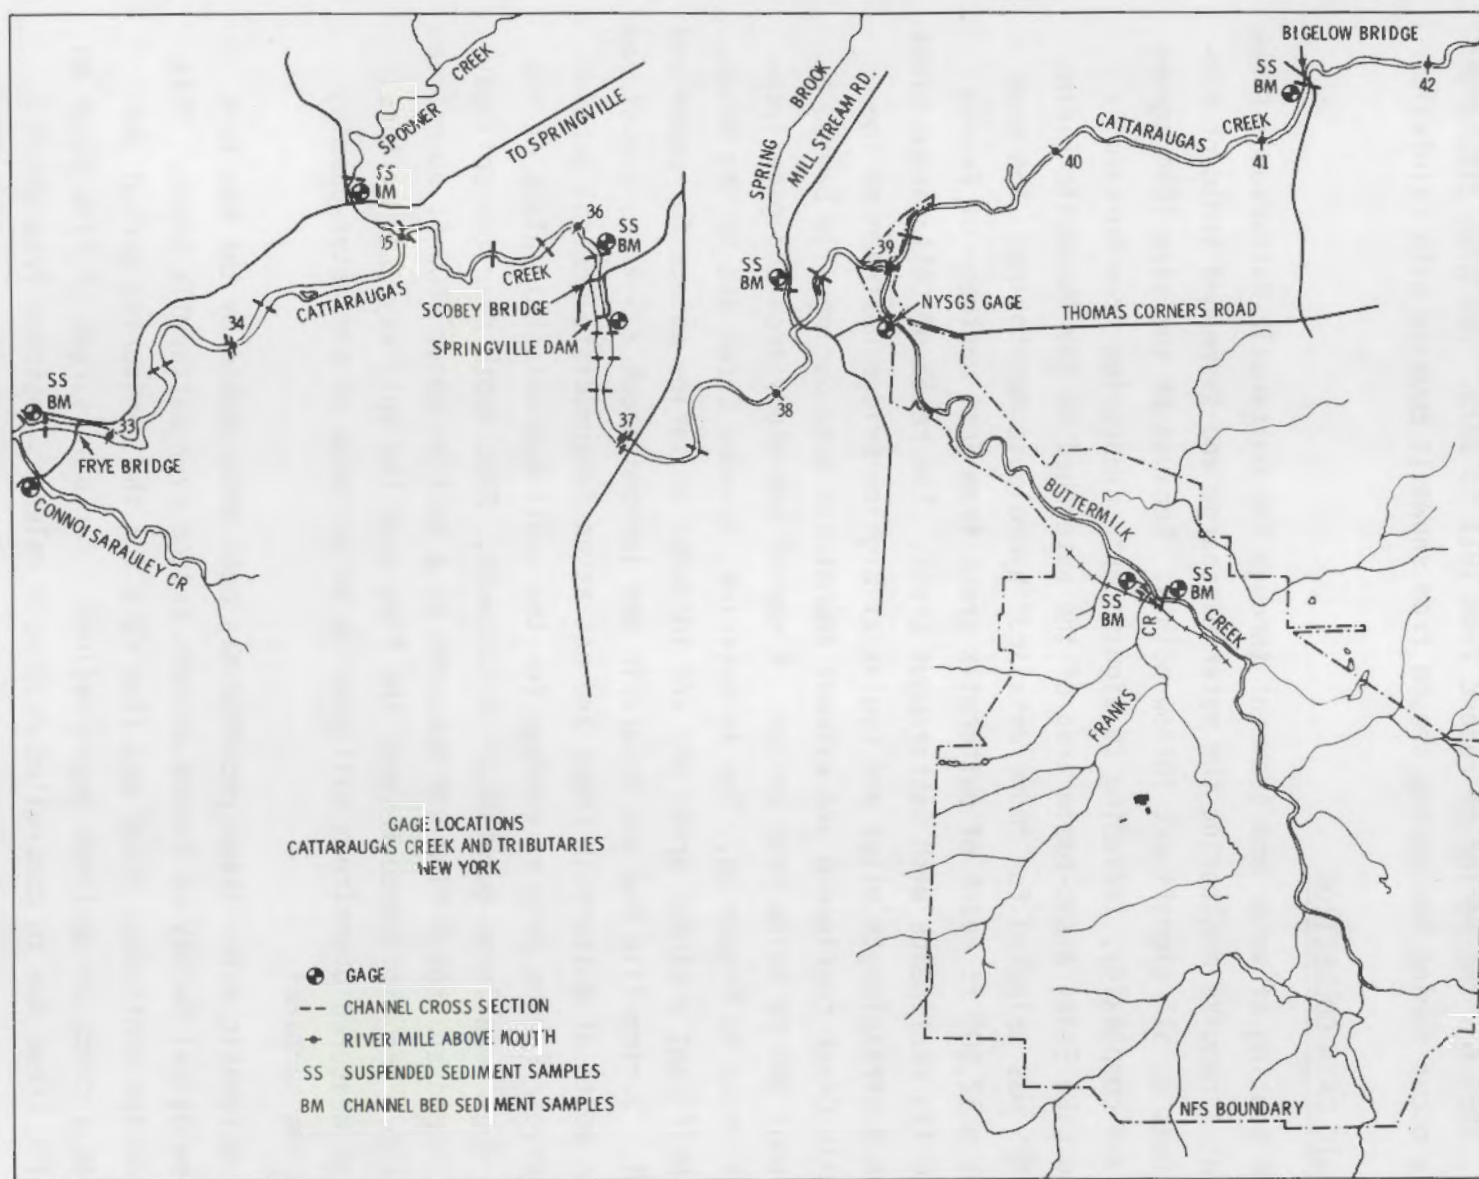 BIGELOW BRIDGE
SS
BM
42
CATTARAUGAS CREEK
41
40
SPOONER CREEK
TO SPRINGVILLE
SS
BM
SPRING BROOK
MILL STREAM RD.
36
SS
BM
35
CREEK
CATTARAUGAS
SCOBEY BRIDGE
SPRINGVILLE DAM
SS
BM
39
NYSGS GAGE
THOMAS CORNERS ROAD
34
SS
BM
33
FRYE BRIDGE
CONNOISARAULEY CR
37
38
BUTTERMILK CREEK
SS
BM
SS
BM
FRANKS CR
GAGE LOCATIONS
CATTARAUGAS CREEK AND TRIBUTARIES
NEW YORK
GAGE
CHANNEL CROSS SECTION
RIVER MILE ABOVE MOUTH
SS SUSPENDED SEDIMENT SAMPLES
BM CHANNEL BED SEDIMENT SAMPLES
NFS BOUNDARY